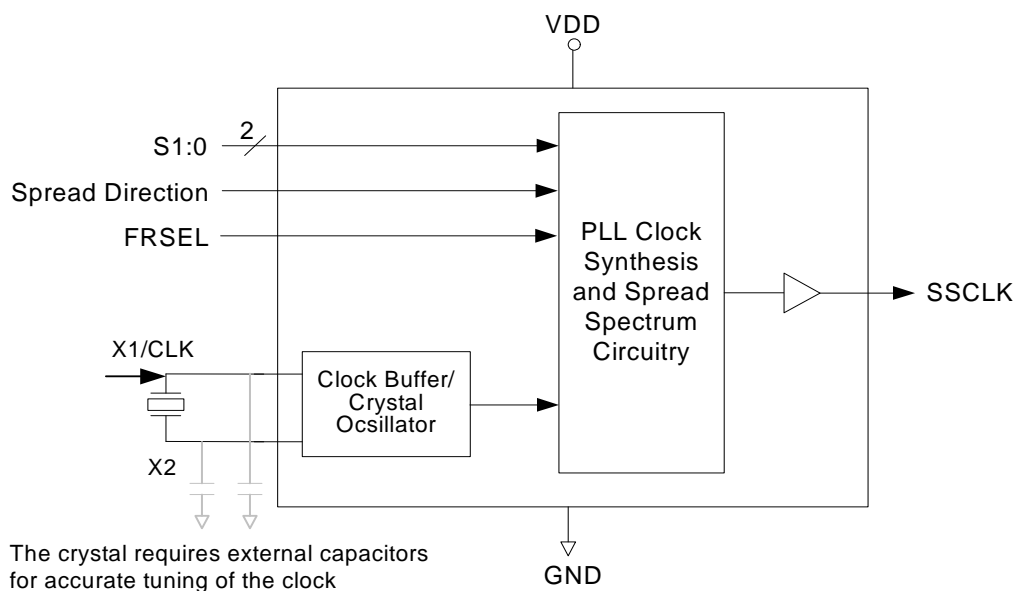 VDD
2
S1:0
Spread Direction
FRSEL
PLL Clock
Synthesis
and Spread
Spectrum
Circuitry
SSCLK
X1/CLK
Clock Buffer/
Crystal
Ocsillator
X2
The crystal requires external capacitors
for accurate tuning of the clock
GND